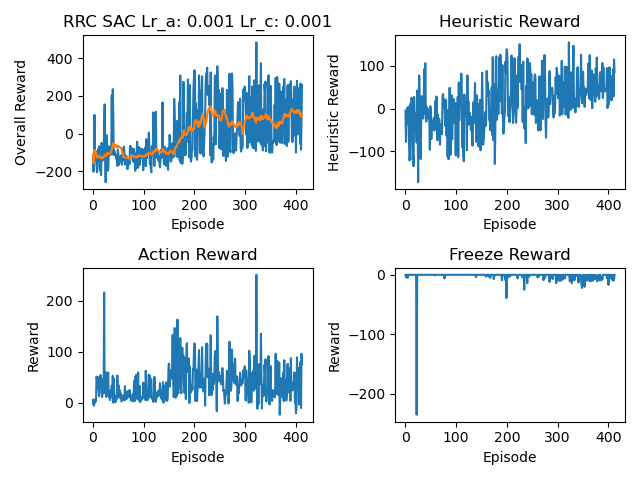 RRC SAC Lr_a: 0.001 Lr_c: 0.001
Overall Reward
400
200
0
−200
0 100 200 300 400
Episode
Heuristic Reward
Heuristic Reward
100
0
−100
0 100 200 300 400
Episode
Action Reward
Reward
200
100
0
0 100 200 300 400
Episode
Freeze Reward
Reward
0
−100
−200
0 100 200 300 400
Episode